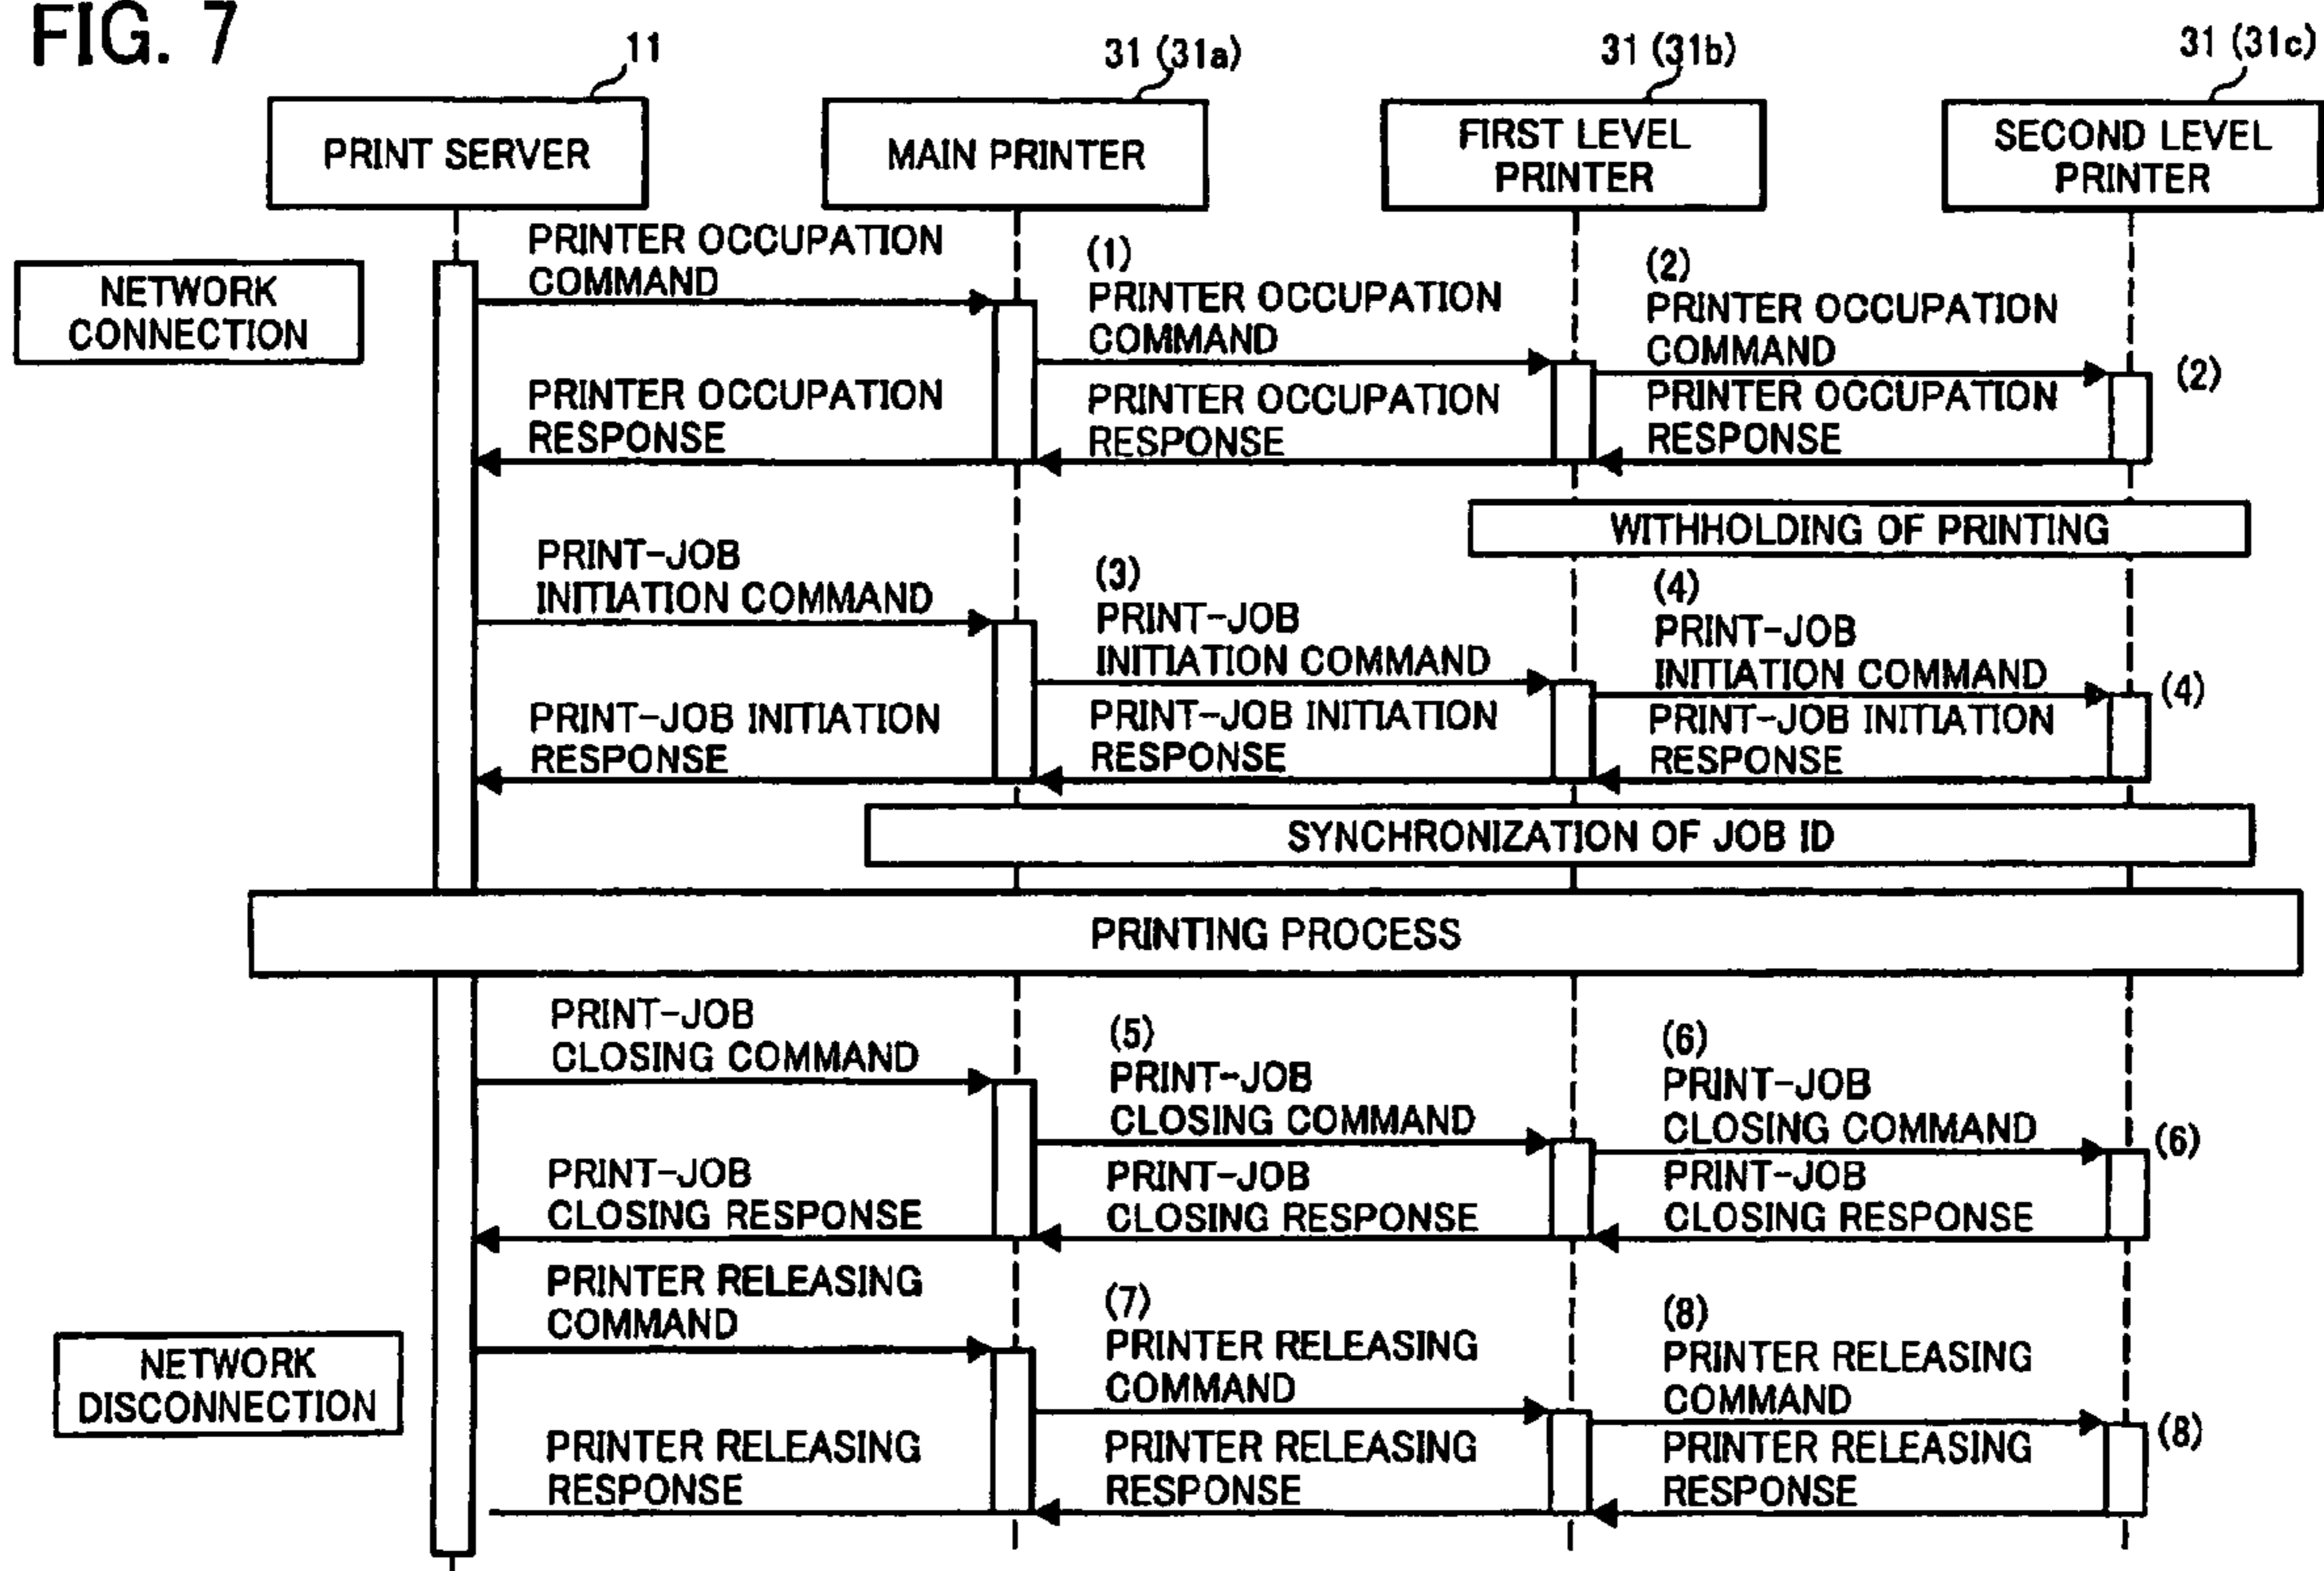 FIG. 7
11
31 (31a)
31 (31b)
31 (31c)
PRINT SERVER
MAIN PRINTER
FIRST LEVEL
PRINTER
SECOND LEVEL
PRINTER
NETWORK
CONNECTION
PRINTER OCCUPATION
COMMAND
(1)
PRINTER OCCUPATION
COMMAND
(2)
PRINTER OCCUPATION
COMMAND
(2)
PRINTER OCCUPATION
RESPONSE
PRINTER OCCUPATION
RESPONSE
PRINTER OCCUPATION
RESPONSE
WITHHOLDING OF PRINTING
PRINT-JOB
INITIATION COMMAND
(3)
PRINT-JOB
INITIATION COMMAND
(4)
PRINT-JOB
INITIATION COMMAND
(4)
PRINT-JOB INITIATION
RESPONSE
PRINT-JOB INITIATION
RESPONSE
PRINT-JOB INITIATION
RESPONSE
SYNCHRONIZATION OF JOB ID
PRINTING PROCESS
PRINT-JOB
CLOSING COMMAND
(5)
PRINT-JOB
CLOSING COMMAND
(6)
PRINT-JOB
CLOSING COMMAND
(6)
PRINT-JOB
CLOSING RESPONSE
PRINT-JOB
CLOSING RESPONSE
PRINT-JOB
CLOSING RESPONSE
NETWORK
DISCONNECTION
PRINTER RELEASING
COMMAND
(7)
PRINTER RELEASING
COMMAND
(8)
PRINTER RELEASING
COMMAND
(8)
PRINTER RELEASING
RESPONSE
PRINTER RELEASING
RESPONSE
PRINTER RELEASING
RESPONSE